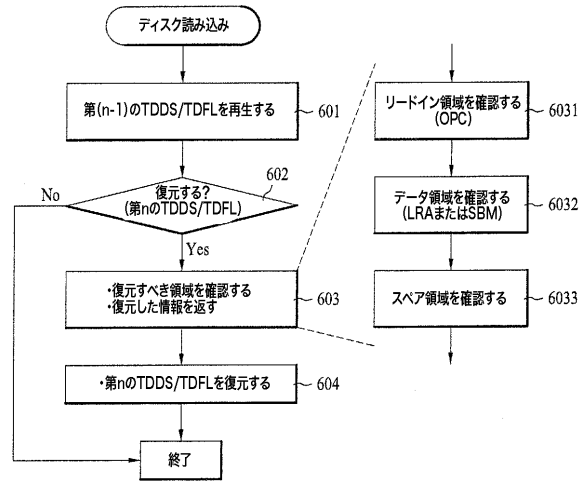 ディスク読み込み
第(n-1)のTDDS/TDFLを再生する
601
復元する?
(第nのTDDS/TDFL)
602
No
Yes
・復元すべき領域を確認する
・復元した情報を返す
603
・第nのTDDS/TDFLを復元する
604
終了
リードイン領域を確認する
(OPC)
6031
データ領域を確認する
(LRAまたはSBM)
6032
スペア領域を確認する
6033